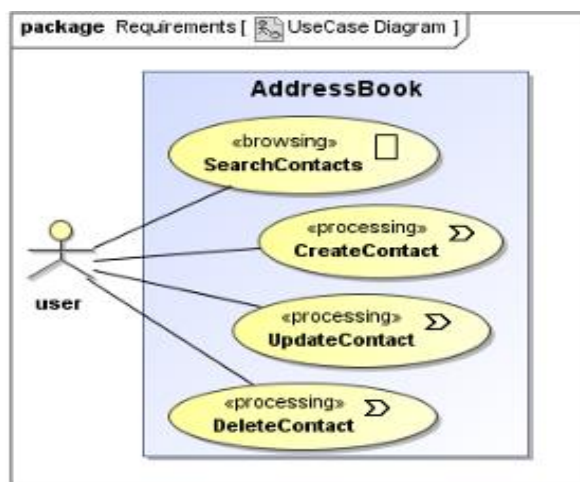 package Requirements [ UseCase Diagram ]
AddressBook
«browsing»
SearchContacts
«processing»
CreateContact
user
«processing»
UpdateContact
«processing»
DeleteContact